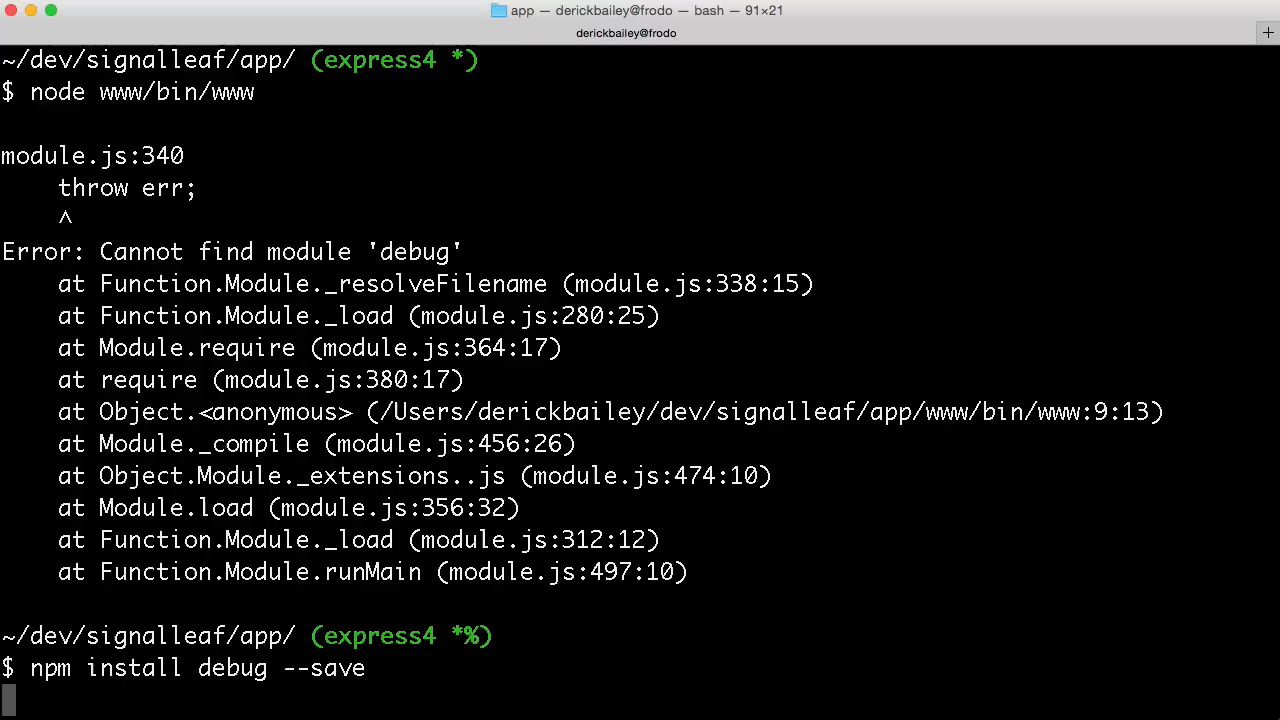 app — derickbailey@frodo — bash — 91×21
derickbailey@frodo
+
~/dev/signalleaf/app/ (express4 *)
$ node www/bin/www
module.js:340
throw err;
^
Error: Cannot find module 'debug'
at Function.Module._resolveFilename (module.js:338:15)
at Function.Module._load (module.js:280:25)
at Module.require (module.js:364:17)
at require (module.js:380:17)
at Object.<anonymous> (/Users/derickbailey/dev/signalleaf/app/www/bin/www:9:13)
at Module._compile (module.js:456:26)
at Object.Module._extensions..js (module.js:474:10)
at Module.load (module.js:356:32)
at Function.Module._load (module.js:312:12)
at Function.Module.runMain (module.js:497:10)
~/dev/signalleaf/app/ (express4 *%)
$ npm install debug --save